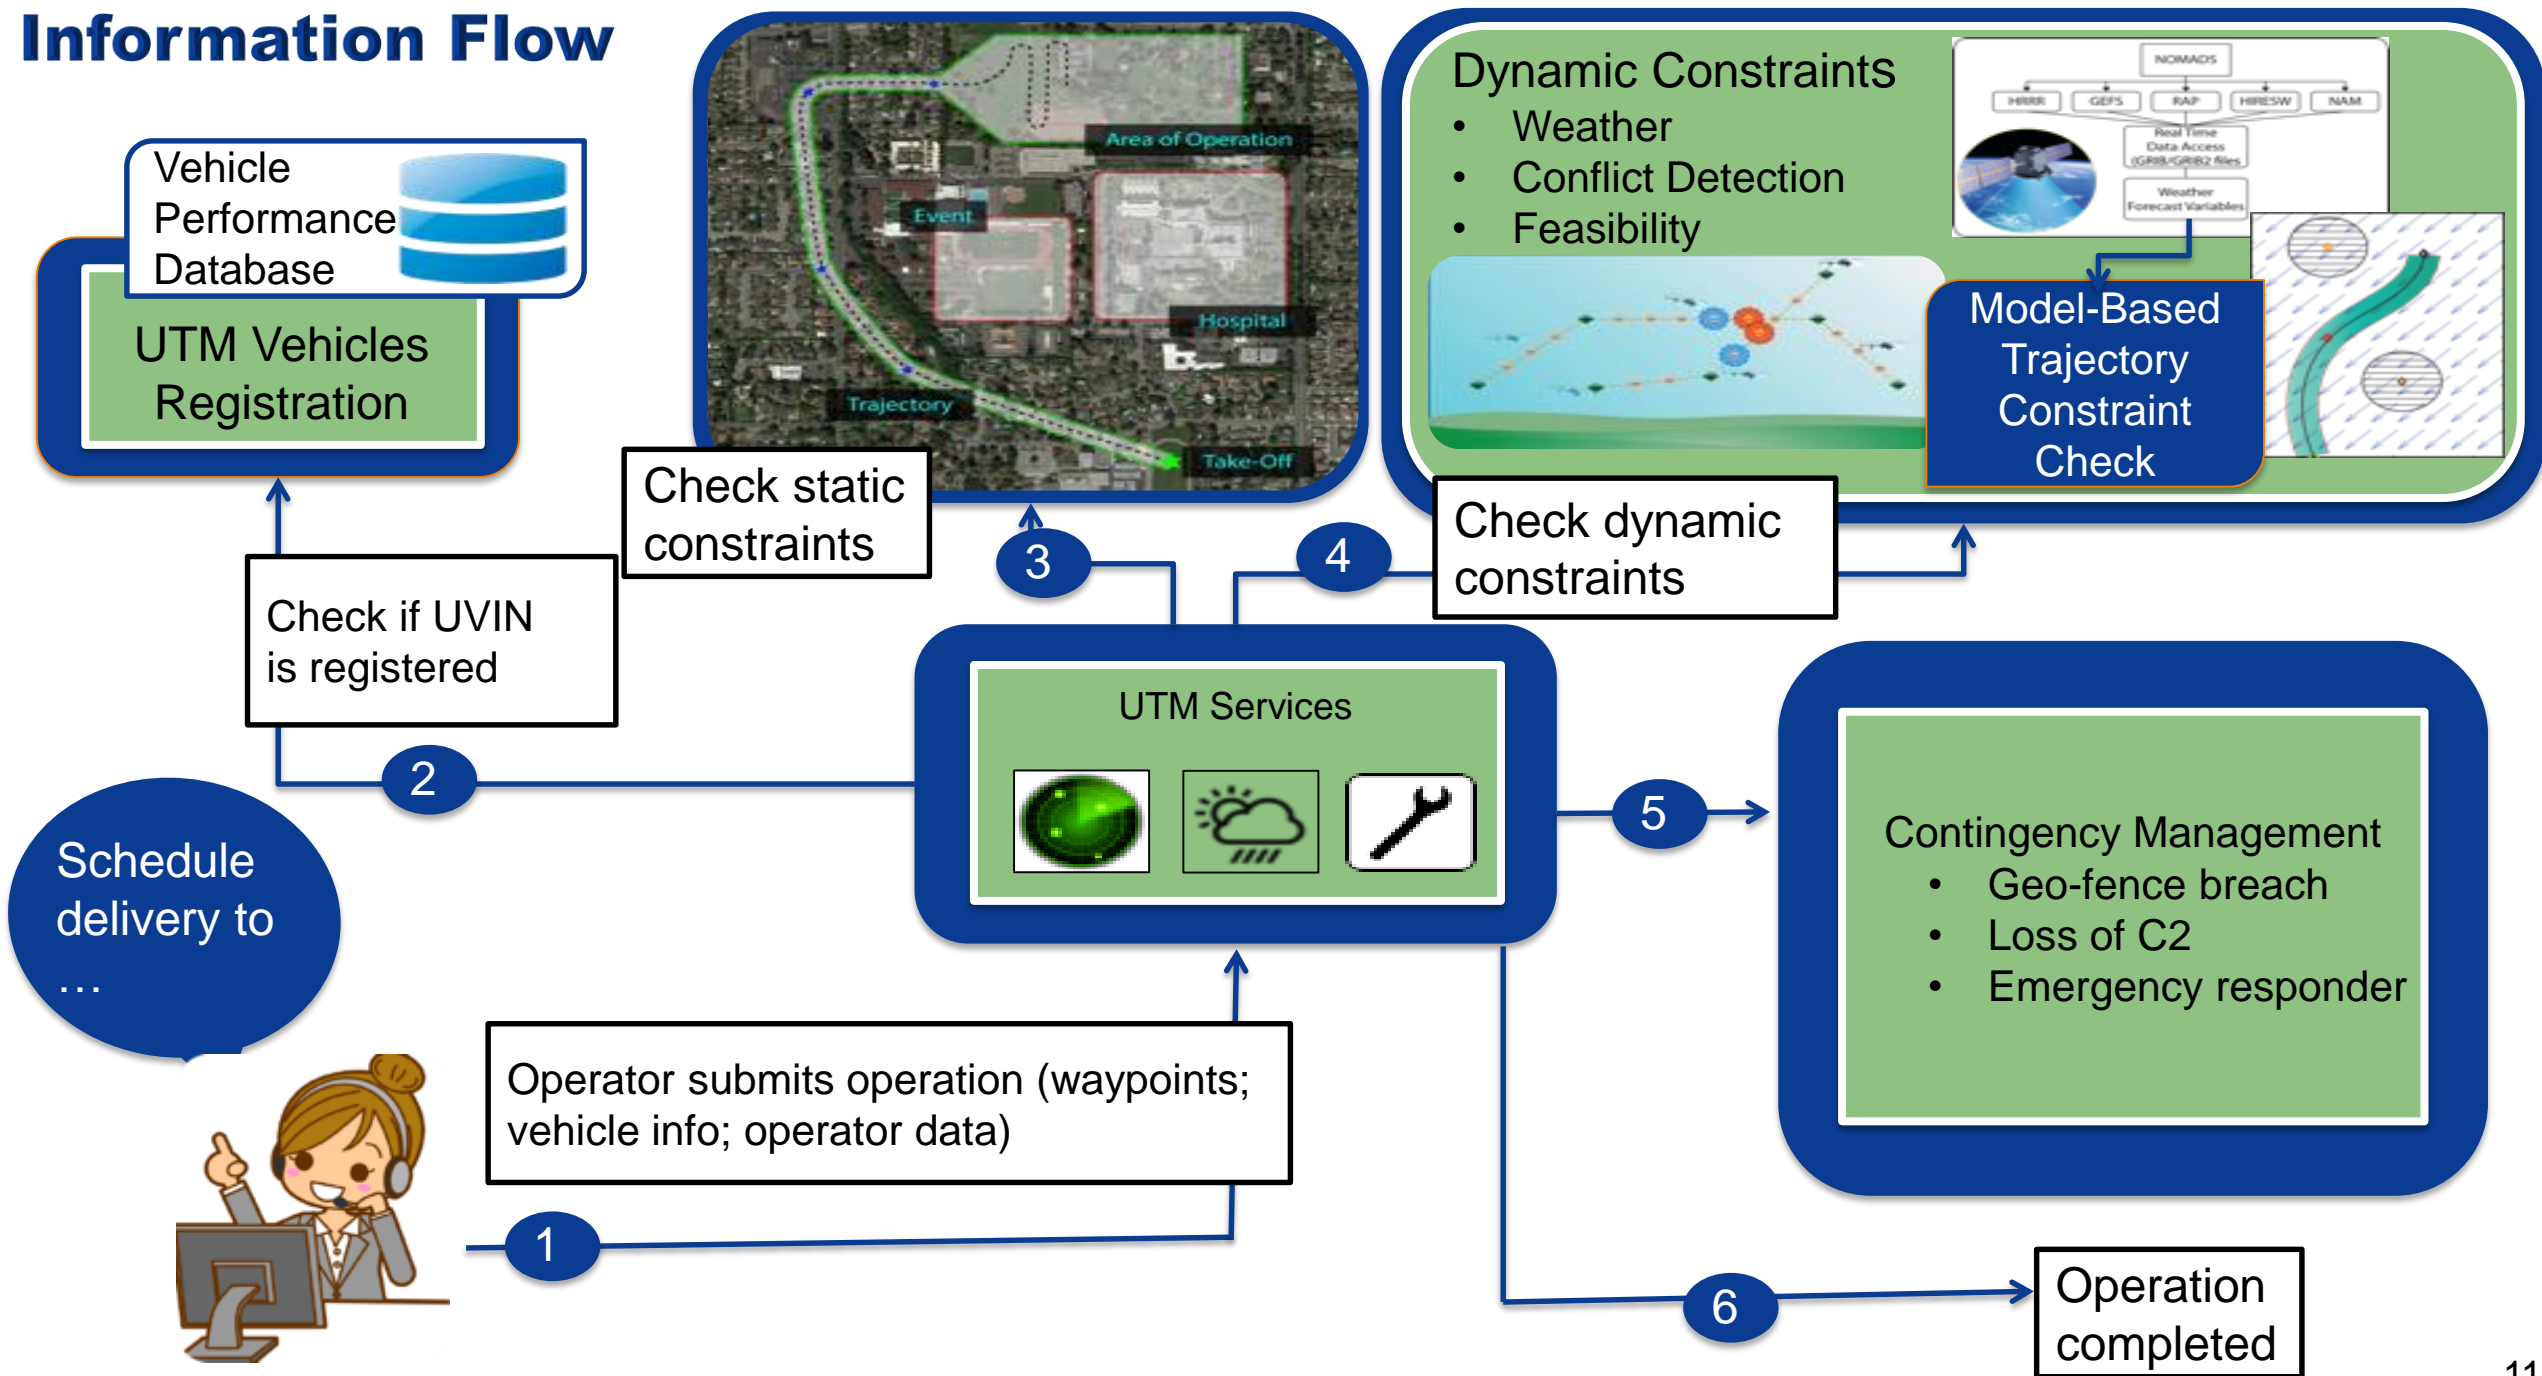 Information Flow
Vehicle
Performance
Database
UTM Vehicles
Registration
Area of Operation
Event
Hospital
Trajectory
Take-Off
Dynamic Constraints
• Weather
• Conflict Detection
• Feasibility
NOMADS
HRRR
GEFS
RAP
HIRESW
NAM
Real Time
Data Access
(GRIB/GRIB2 files
Weather
Forecast Variables
Model-Based
Trajectory
Constraint
Check
Check static
constraints
3
4
Check dynamic
constraints
Check if UVIN
is registered
2
UTM Services
5
Contingency Management
• Geo-fence breach
• Loss of C2
• Emergency responder
Schedule
delivery to
…
Operator submits operation (waypoints;
vehicle info; operator data)
1
6
Operation
completed
11